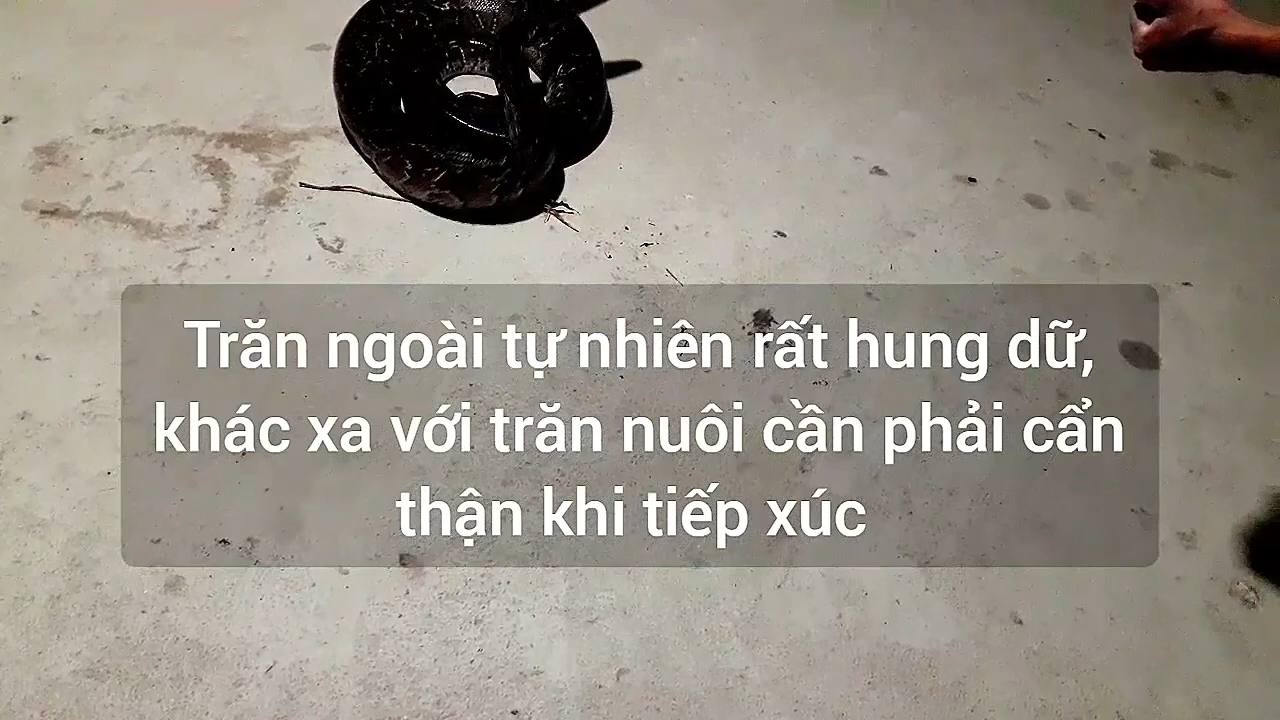 Trăn ngoài tự nhiên rất hung dữ,
khác xa với trăn nuôi cần phải cẩn
thận khi tiếp xúc